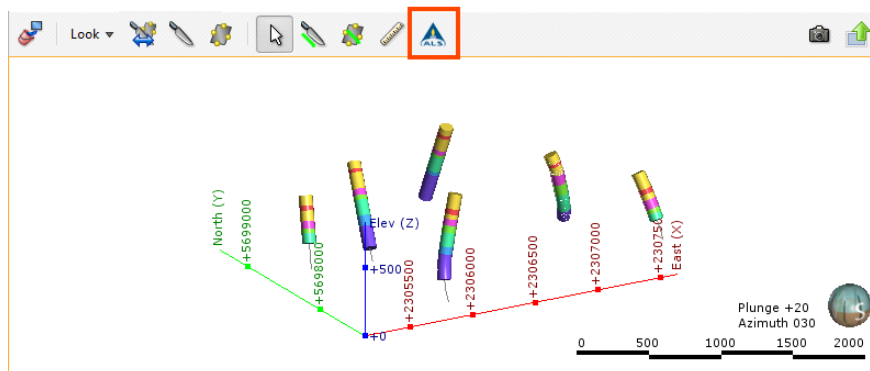 Look
ALS
North (Y)
+5699000
+5698000
Elev (Z)
+500
+0
+2305500
+2306000
+2306500
+2307000
+230750
East (X)
Plunge +20
Azimuth 030
S
0 500 1000 1500 2000